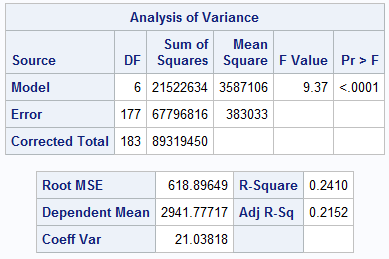 Analysis of Variance
Source DF Sum of Squares Mean Square F Value Pr > F
Model 6 21522634 3587106 9.37 <.0001
Error 177 67796816 383033
Corrected Total 183 89319450
Root MSE 618.89649 R-Square 0.2410
Dependent Mean 2941.77717 Adj R-Sq 0.2152
Coeff Var 21.03818